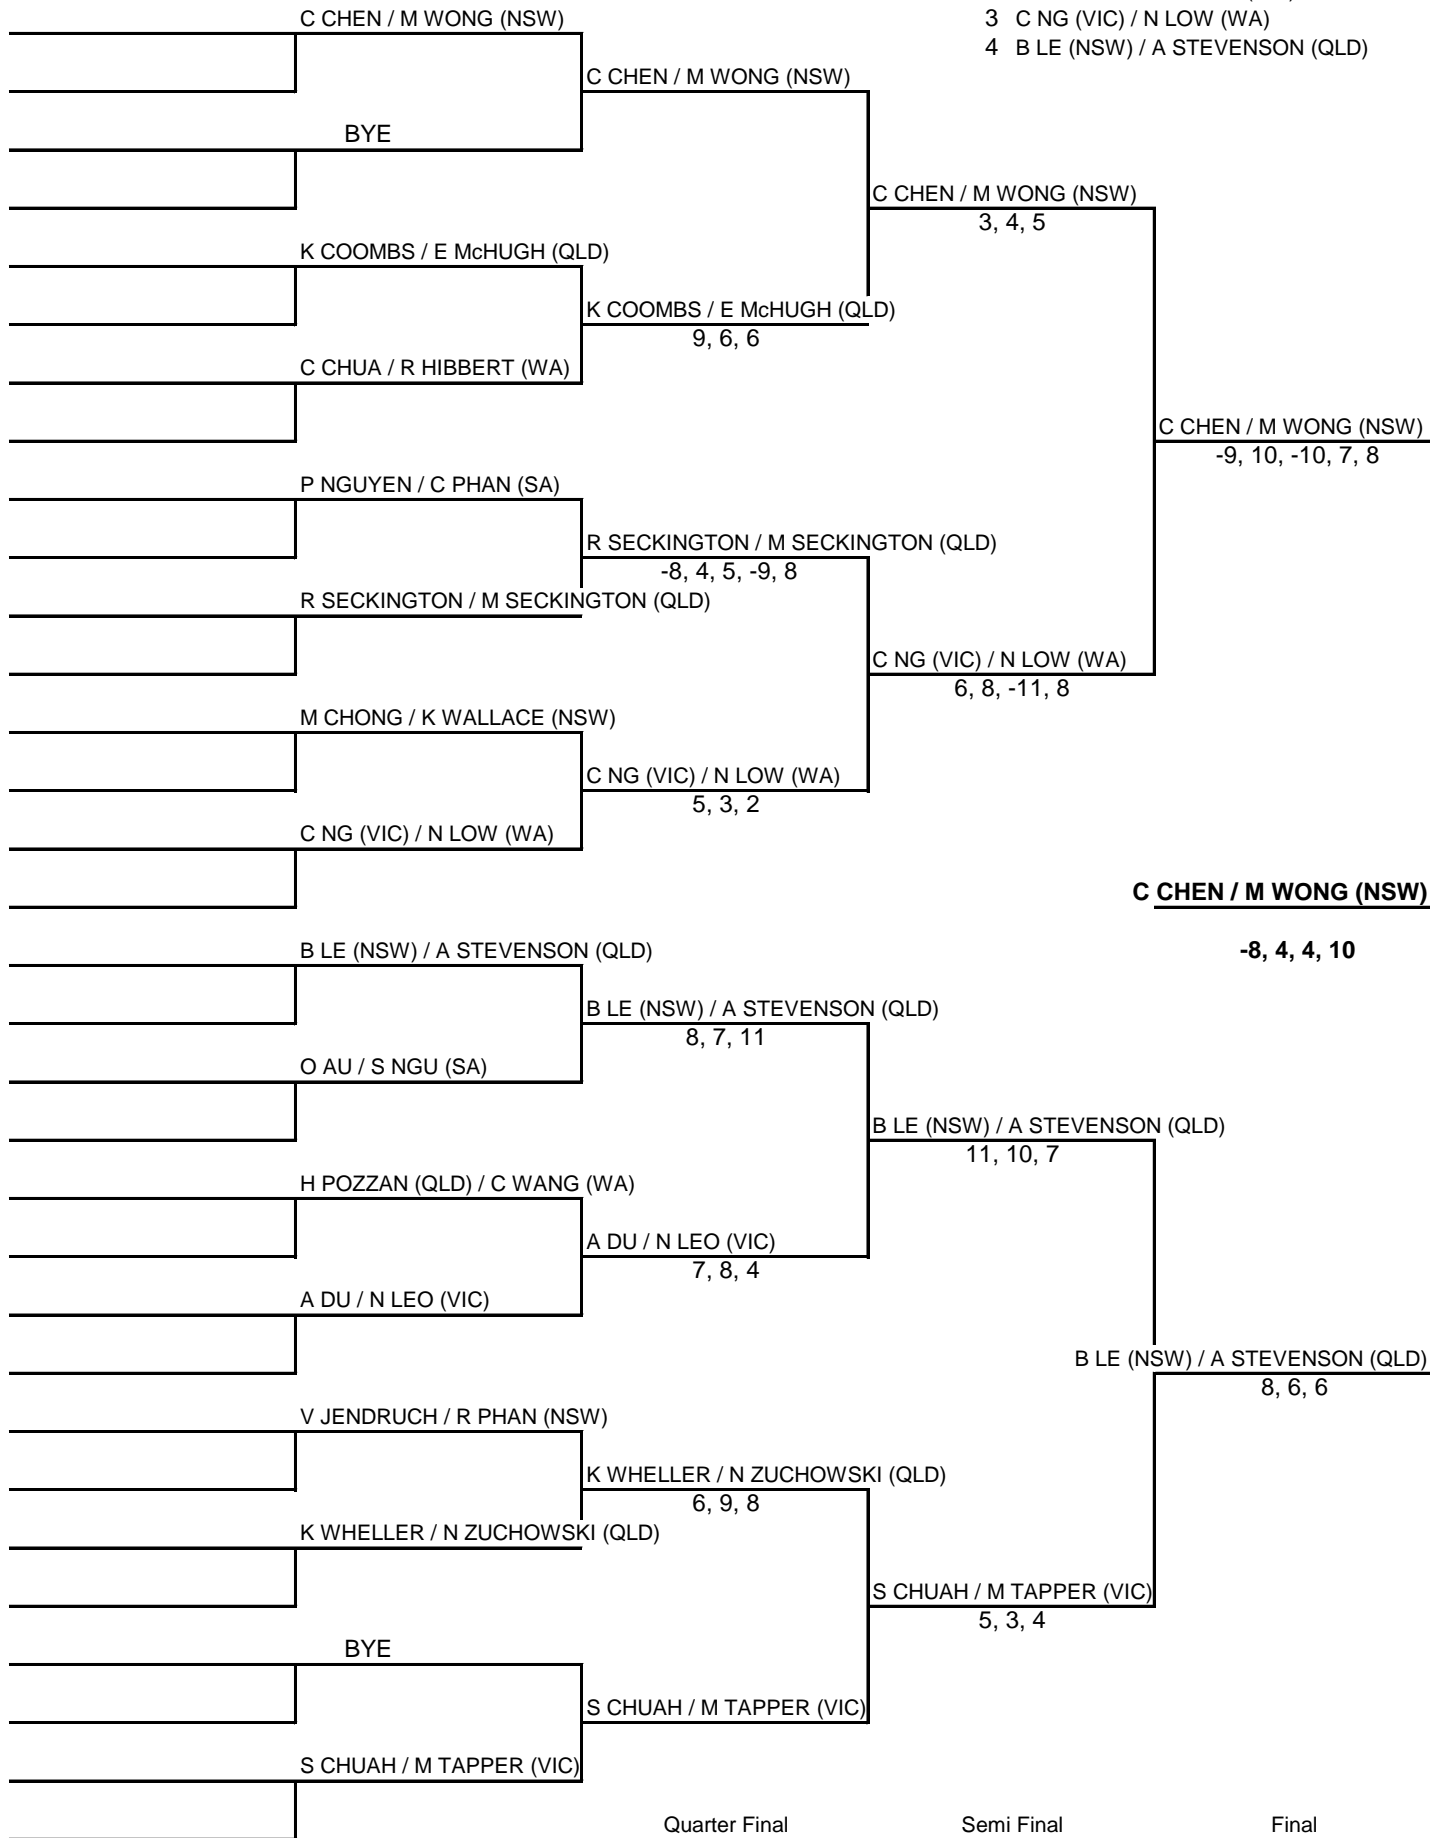 C CHEN / M WONG (NSW)
3 C NG (VIC) / N LOW (WA)
4 B LE (NSW) / A STEVENSON (QLD)
C CHEN / M WONG (NSW)
BYE
C CHEN / M WONG (NSW)
3, 4, 5
K COOMBS / E McHUGH (QLD)
K COOMBS / E McHUGH (QLD)
9, 6, 6
C CHUA / R HIBBERT (WA)
C CHEN / M WONG (NSW)
-9, 10, -10, 7, 8
P NGUYEN / C PHAN (SA)
R SECKINGTON / M SECKINGTON (QLD)
-8, 4, 5, -9, 8
R SECKINGTON / M SECKINGTON (QLD)
C NG (VIC) / N LOW (WA)
6, 8, -11, 8
M CHONG / K WALLACE (NSW)
C NG (VIC) / N LOW (WA)
5, 3, 2
C NG (VIC) / N LOW (WA)
C CHEN / M WONG (NSW)
-8, 4, 4, 10
B LE (NSW) / A STEVENSON (QLD)
B LE (NSW) / A STEVENSON (QLD)
8, 7, 11
O AU / S NGU (SA)
B LE (NSW) / A STEVENSON (QLD)
11, 10, 7
H POZZAN (QLD) / C WANG (WA)
A DU / N LEO (VIC)
7, 8, 4
A DU / N LEO (VIC)
B LE (NSW) / A STEVENSON (QLD)
8, 6, 6
V JENDRUCH / R PHAN (NSW)
K WHELLER / N ZUCHOWSKI (QLD)
6, 9, 8
K WHELLER / N ZUCHOWSKI (QLD)
S CHUAH / M TAPPER (VIC)
5, 3, 4
BYE
S CHUAH / M TAPPER (VIC)
S CHUAH / M TAPPER (VIC)
Quarter Final Semi Final Final